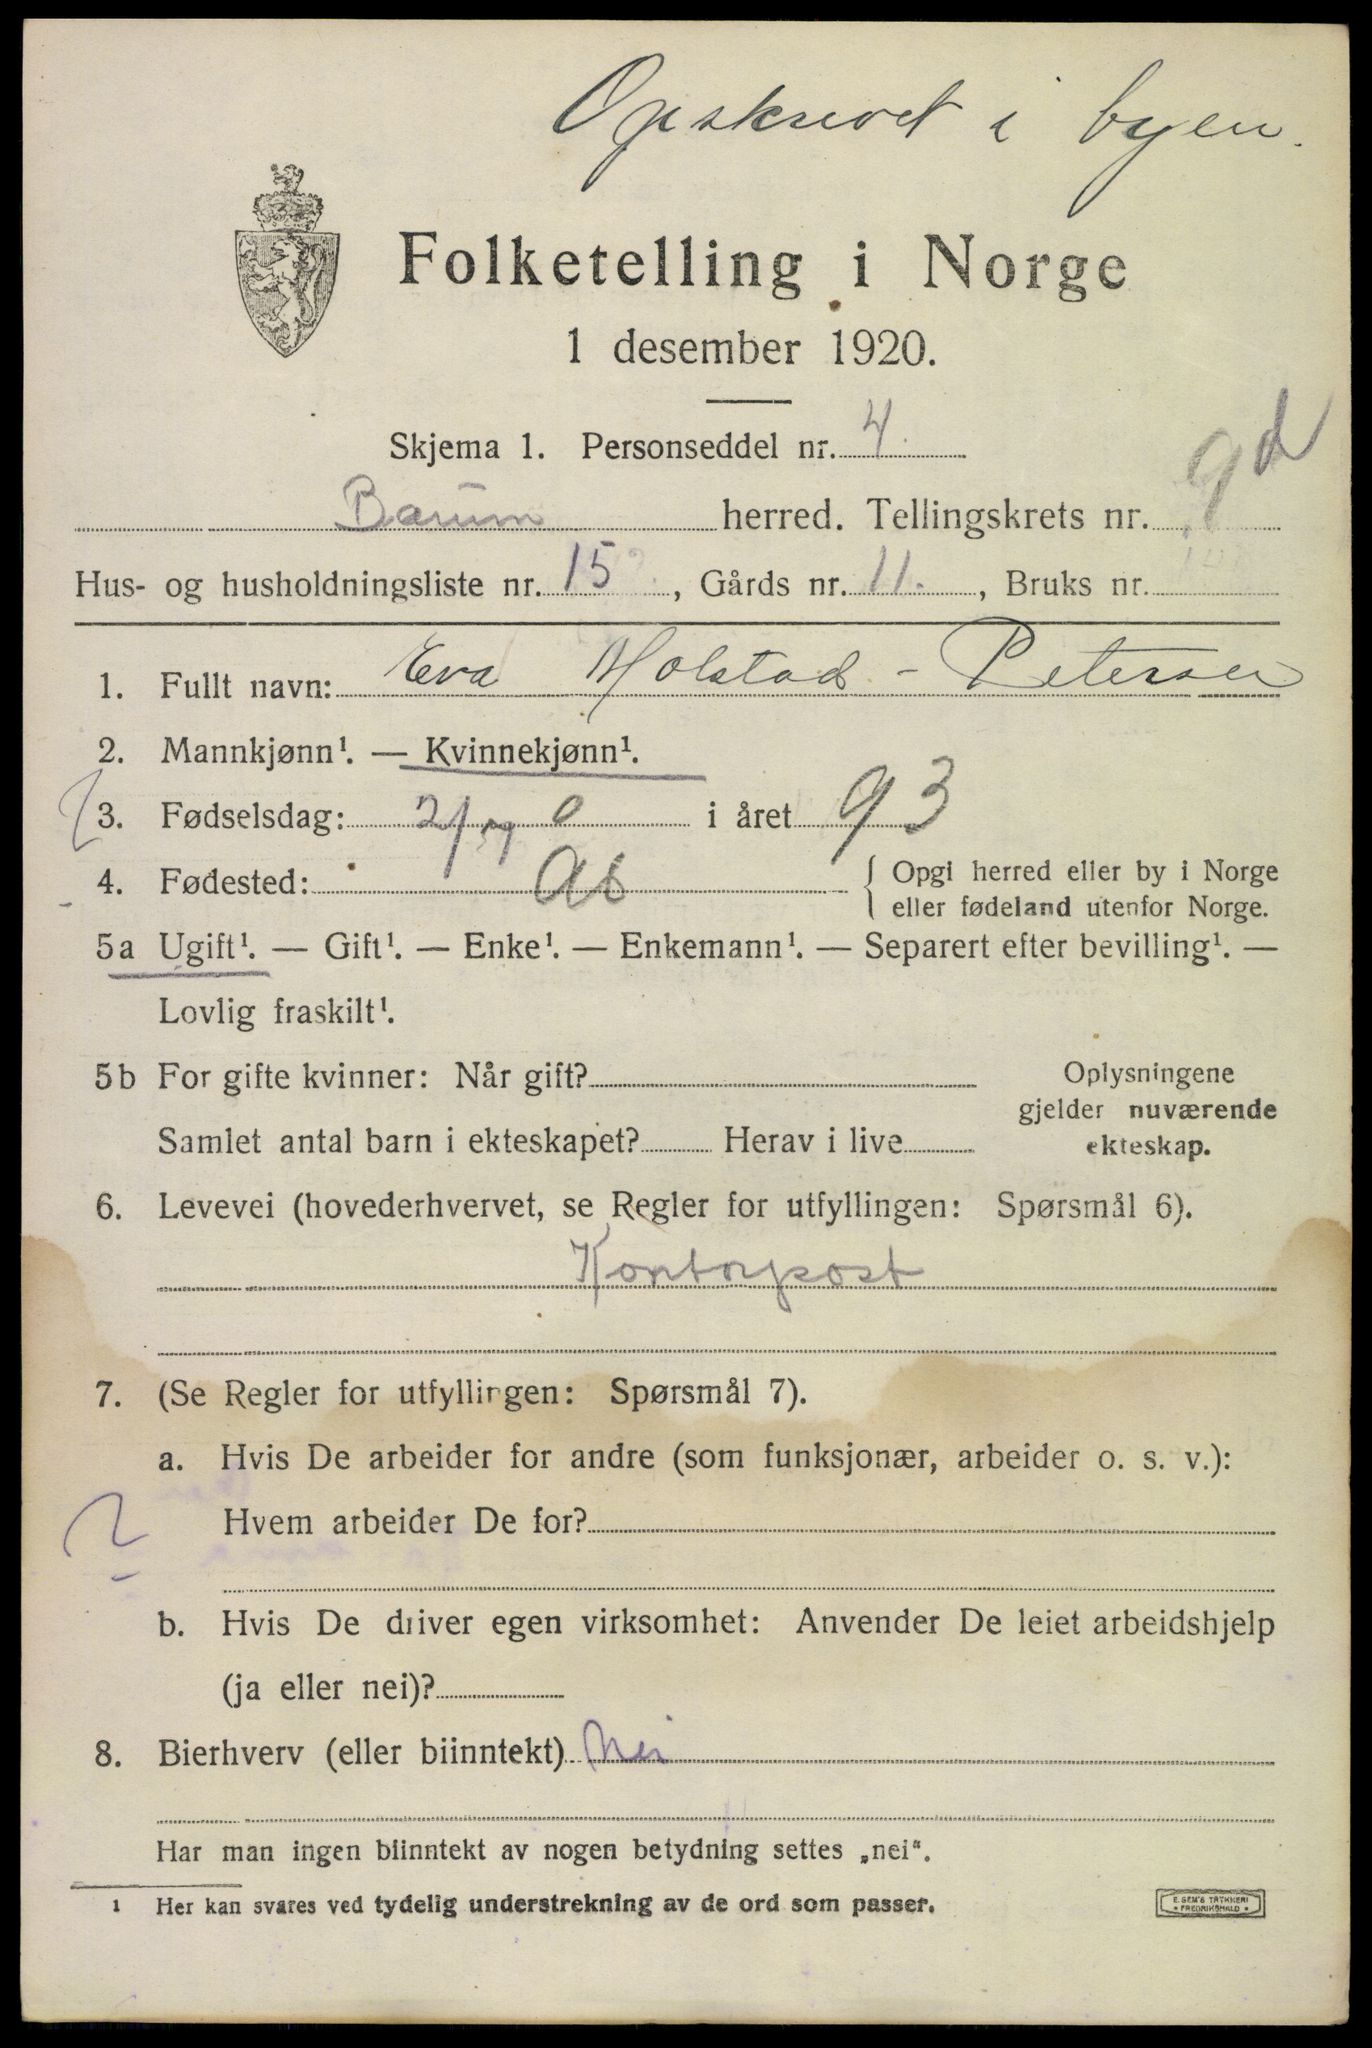 Opskrevet i byen.
Folketelling i Norge
1 desember 1920.
Skjema 1. Personseddel nr. 4.
Bærum herred. Tellingskrets nr. 9d
Hus- og husholdningsliste nr. 15, Gårds nr. 11., Bruks nr.
1. Fullt navn: Eva Holstad - Petersen
2. Mannkjønn¹. — Kvinnekjønn¹.
3. Fødselsdag: 2/7 0 i året 93
4. Fødested: { Opgi herred eller by i Norge
eller fødeland utenfor Norge.
5a Ugift¹. — Gift¹. — Enke¹. — Enkemann¹. — Separert efter bevilling¹. —
Lovlig fraskilt¹.
5b For gifte kvinner: Når gift? Oplysningene
gjelder nuværende
Samlet antal barn i ekteskapet? Herav i live ekteskap.
6. Levevei (hovederhvervet, se Regler for utfyllingen: Spørsmål 6).
Kontorpost
7. (Se Regler for utfyllingen: Spørsmål 7).
a. Hvis De arbeider for andre (som funksjonær, arbeider o. s. v.):
Hvem arbeider De for?
b. Hvis De driver egen virksomhet: Anvender De leiet arbeidshjelp
(ja eller nei)?
8. Bierhverv (eller biinntekt) Nei
Har man ingen biinntekt av nogen betydning settes „nei“.
1 Her kan svares ved tydelig understrekning av de ord som passer.
E. SEM'S TRYKKERI
FREDRIKSHALD